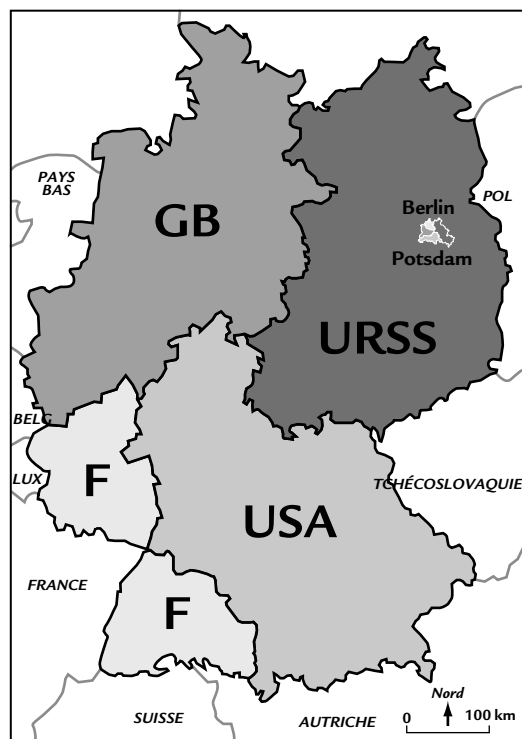 PAYS
BAS
GB
POL
Berlin
Potsdam
URSS
BELG
LUX
F
TCHÉCOSLOVAQUIE
USA
FRANCE
F
Nord
SUISSE
AUTRICHE
0 100 km